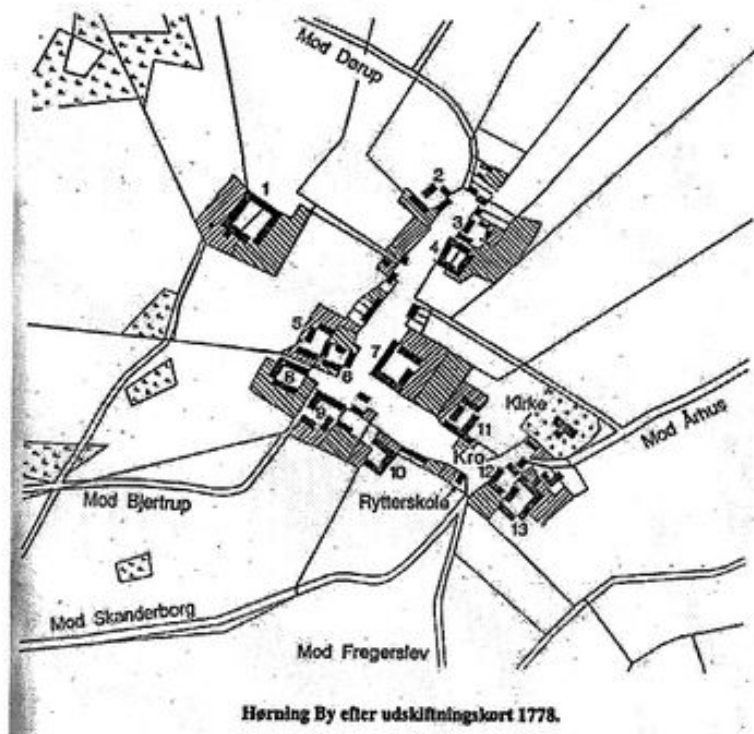 Mod Dørup
1
2
3
4
5
6
7
8
9
10
11
Kirke
Mod Århus
Kro
12
13
Rytterskole
Mod Bjertrup
Mod Skanderborg
Mod Fregerslev
Hørning By efter udskiftningskort 1778.